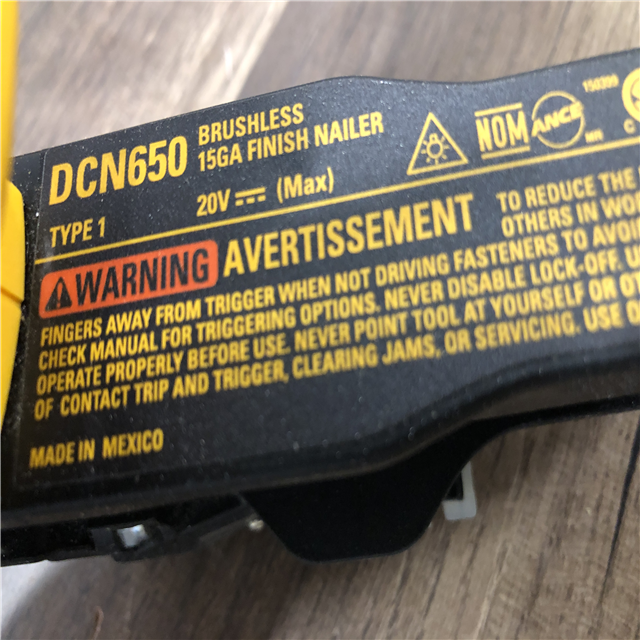 DCN650 BRUSHLESS
15GA FINISH NAILER
TYPE 1 20V (Max)
NOM ANCE
WARNING AVERTISSEMENT TO REDUCE THE
OTHERS IN
FINGERS AWAY FROM TRIGGER WHEN NOT DRIVING FASTENERS TO AVOID
CHECK MANUAL FOR TRIGGERING OPTIONS. NEVER DISABLE LOCK-OFF.
OPERATE PROPERLY BEFORE USE. NEVER POINT TOOL AT YOURSELF OR
OF CONTACT TRIP AND TRIGGER, CLEARING JAMS, OR SERVICING. USE
MADE IN MEXICO